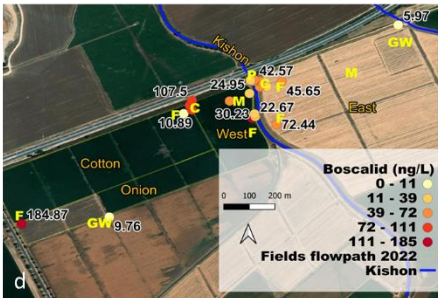 5.97
GW
Kishon
P
42.57
24.95
G
F
M
45.65
107.5
C
M
East
F
10.89
30.23
22.67
F
West
F
72.44
Cotton
Onion
Boscalid (ng/L)
0 - 11
11 - 39
39 - 72
72 - 111
111 - 185
Fields flowpath 2022
Kishon
0
100
200 m
F
184.87
GW
9.76
d